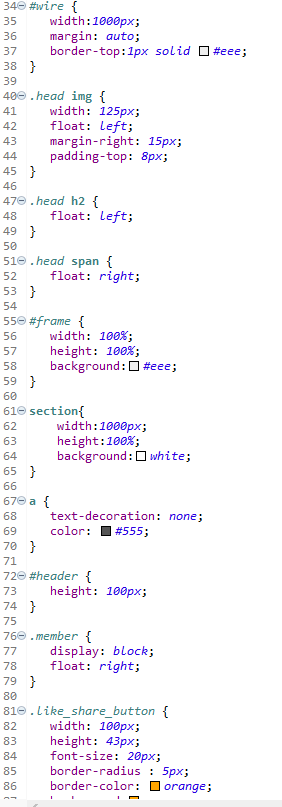 34 #wire {
35 width:1000px;
36 margin: auto;
37 border-top:1px solid #eee;
38 }
39
40 .head img {
41 width: 125px;
42 float: left;
43 margin-right: 15px;
44 padding-top: 8px;
45 }
46
47 .head h2 {
48 float: left;
49 }
50
51 .head span {
52 float: right;
53 }
54
55 #frame {
56 width: 100%;
57 height: 100%;
58 background: #eee;
59 }
60
61 section{
62 width:1000px;
63 height:100%;
64 background: white;
65 }
66
67 a {
68 text-decoration: none;
69 color: #555;
70 }
71
72 #header {
73 height: 100px;
74 }
75
76 .member {
77 display: block;
78 float: right;
79 }
80
81 .like_share_button {
82 width: 100px;
83 height: 43px;
84 font-size: 20px;
85 border-radius : 5px;
86 border-color: orange;